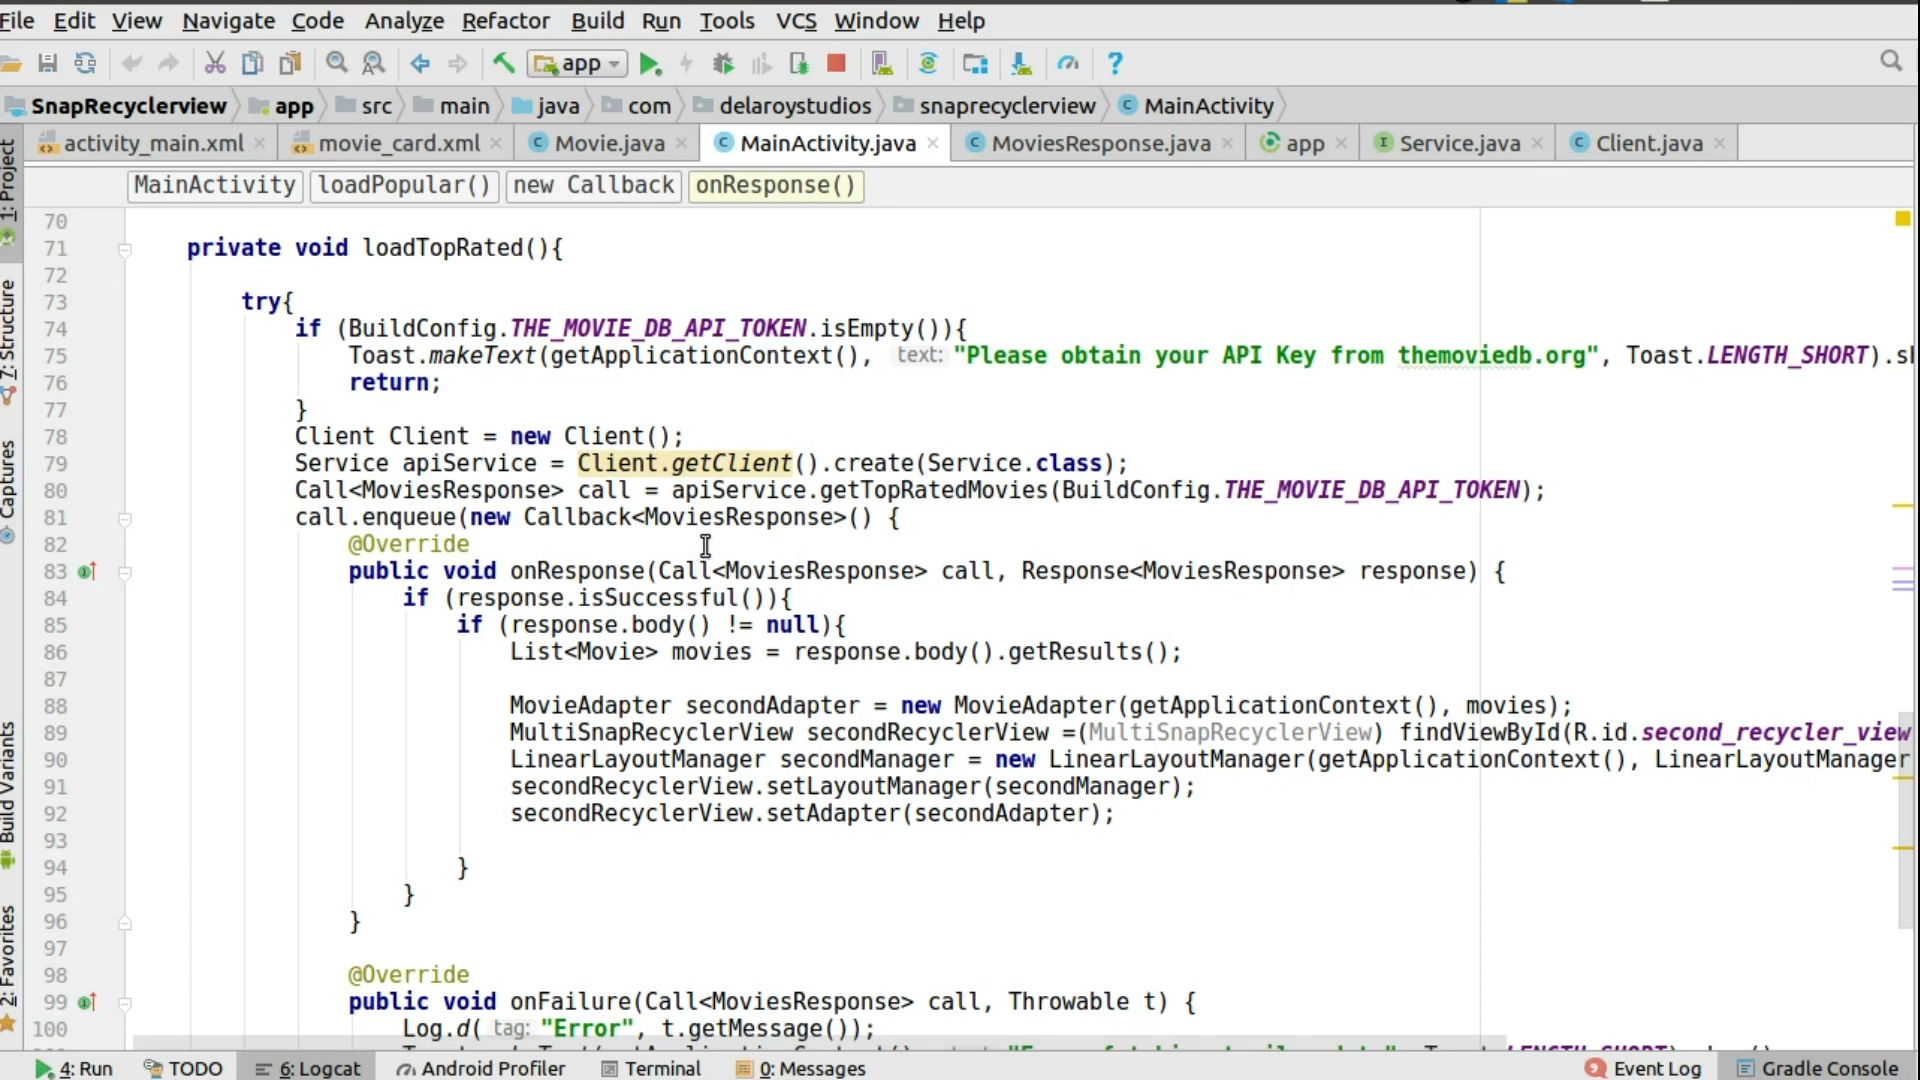 File Edit View Navigate Code Analyze Refactor Build Run Tools VCS Window Help
app
SnapRecyclerview app src main java com delaroystudios snaprecyclerview MainActivity
activity_main.xml movie_card.xml Movie.java MainActivity.java MoviesResponse.java app Service.java Client.java
MainActivity loadPopular() new Callback onResponse()
1: Project
7: Structure
Captures
Build Variants
2: Favorites
70
71 private void loadTopRated(){
72
73 try{
74 if (BuildConfig.THE_MOVIE_DB_API_TOKEN.isEmpty()){
75 Toast.makeText(getApplicationContext(), text: "Please obtain your API Key from themoviedb.org", Toast.LENGTH_SHORT).sh
76 return;
77 }
78 Client Client = new Client();
79 Service apiService = Client.getClient().create(Service.class);
80 Call<MoviesResponse> call = apiService.getTopRatedMovies(BuildConfig.THE_MOVIE_DB_API_TOKEN);
81 call.enqueue(new Callback<MoviesResponse>() {
82 @Override
83 public void onResponse(Call<MoviesResponse> call, Response<MoviesResponse> response) {
84 if (response.isSuccessful()){
85 if (response.body() != null){
86 List<Movie> movies = response.body().getResults();
87
88 MovieAdapter secondAdapter = new MovieAdapter(getApplicationContext(), movies);
89 MultiSnapRecyclerView secondRecyclerView =(MultiSnapRecyclerView) findViewById(R.id.second_recycler_view
90 LinearLayoutManager secondManager = new LinearLayoutManager(getApplicationContext(), LinearLayoutManager
91 secondRecyclerView.setLayoutManager(secondManager);
92 secondRecyclerView.setAdapter(secondAdapter);
93
94 }
95 }
96 }
97
98 @Override
99 public void onFailure(Call<MoviesResponse> call, Throwable t) {
100 Log.d( tag: "Error", t.getMessage());
4: Run TODO 6: Logcat Android Profiler Terminal 0: Messages Event Log Gradle Console